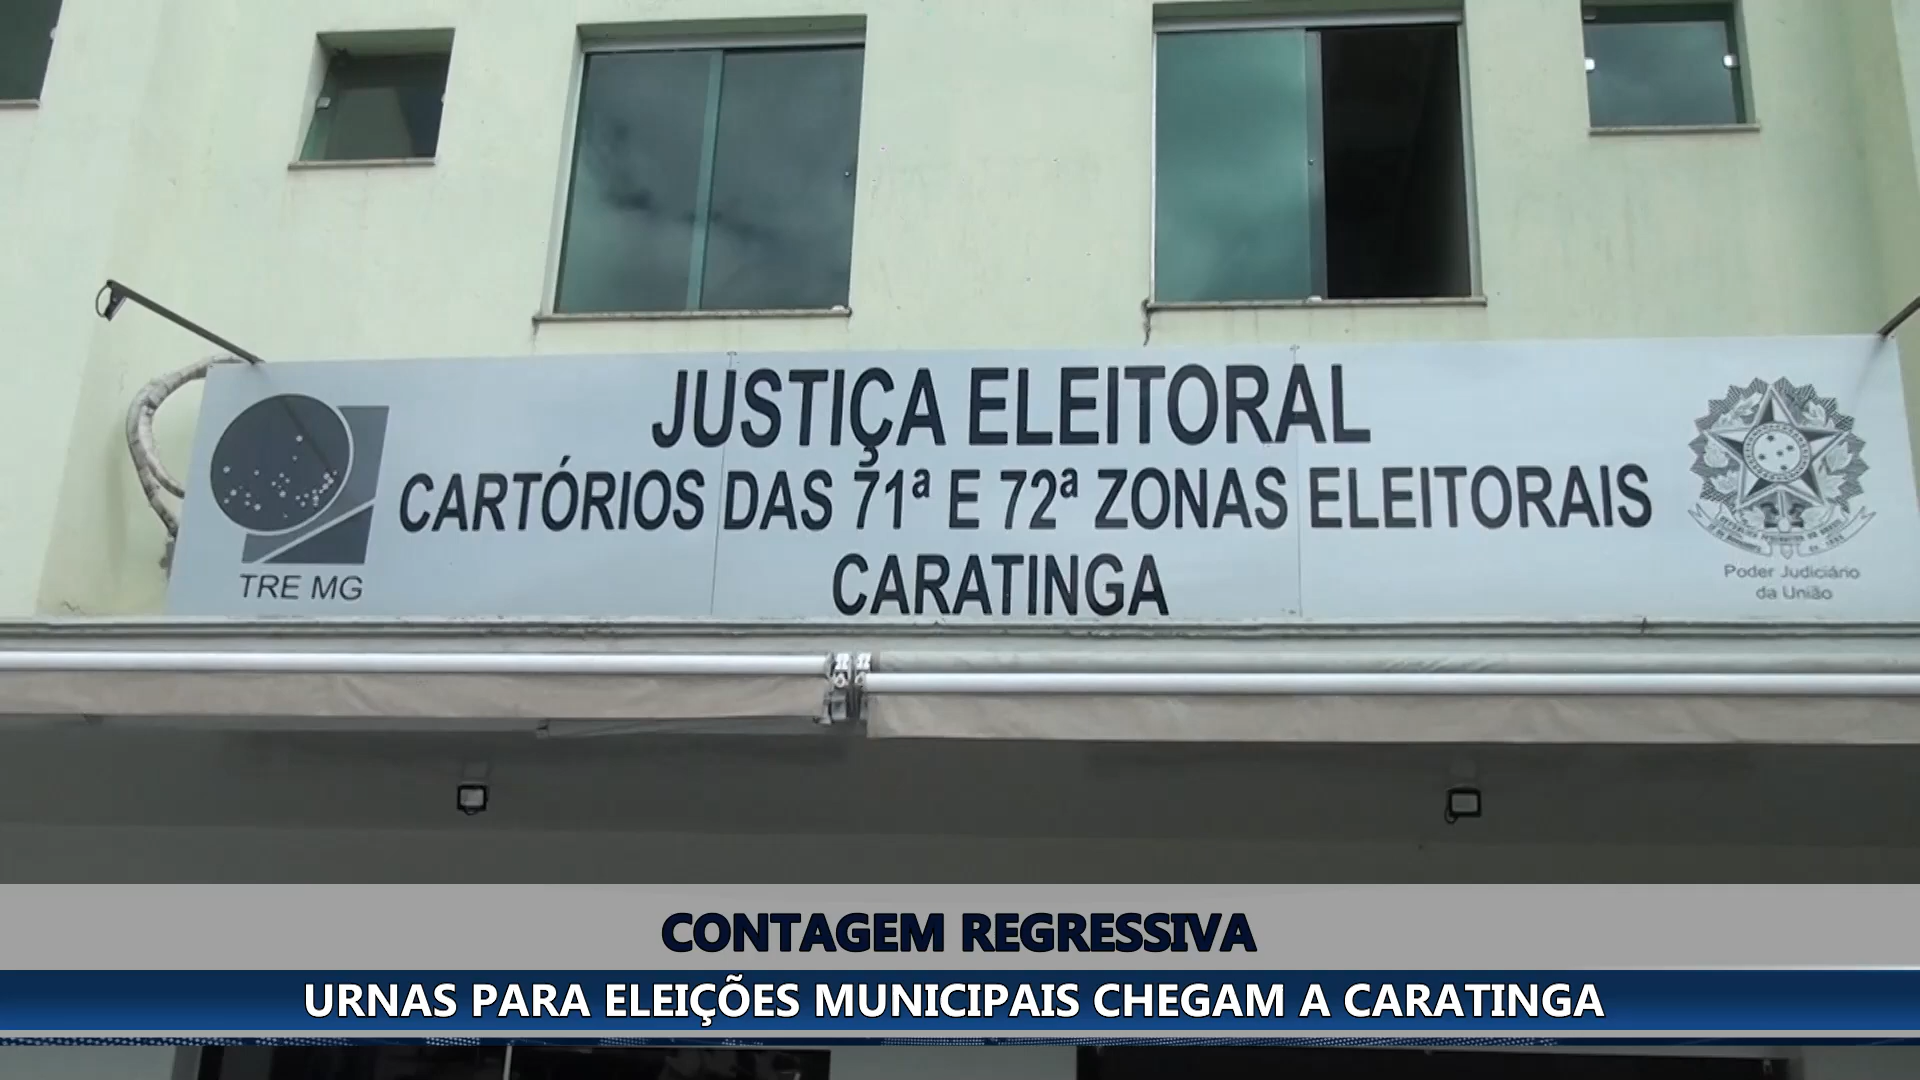 JUSTIÇA ELEITORAL
CARTÓRIOS DAS 71ª E 72ª ZONAS ELEITORAIS
CARATINGA
TRE MG
Poder Judiciário
da União
CONTAGEM REGRESSIVA
URNAS PARA ELEIÇÕES MUNICIPAIS CHEGAM A CARATINGA